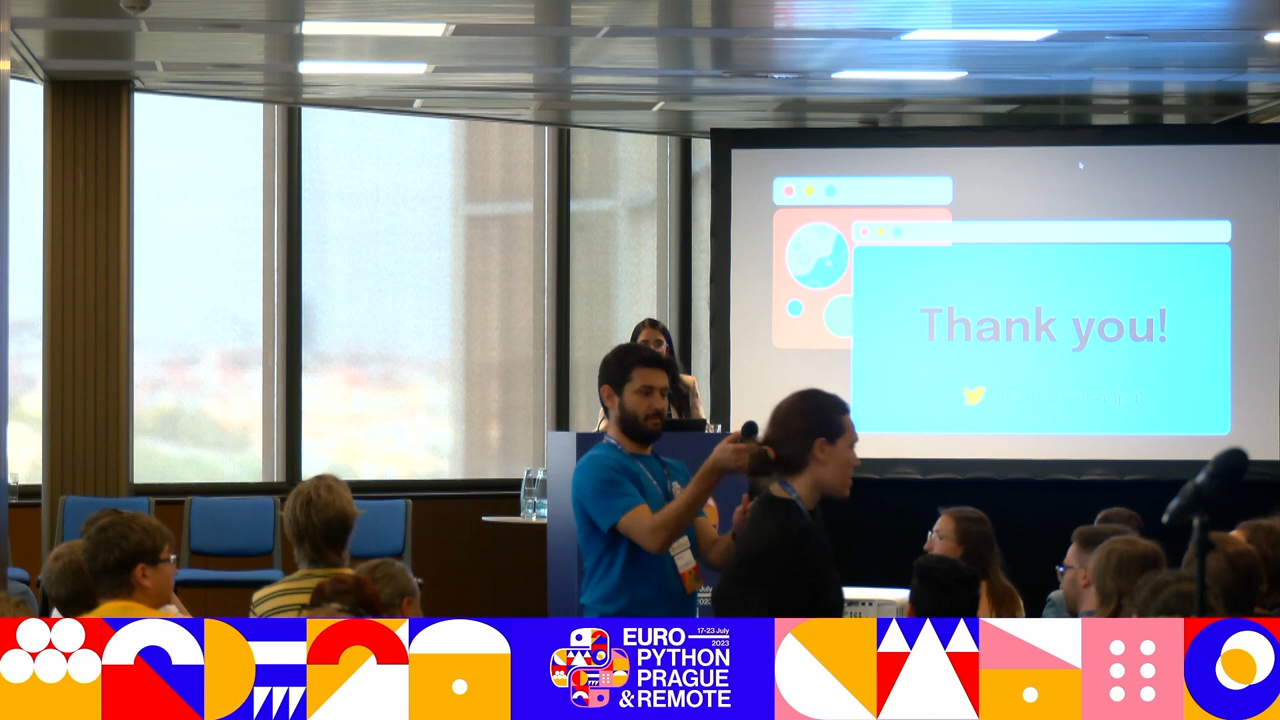 Thank you!
17-23 July
2023
EURO
PYTHON
PRAGUE
& REMOTE